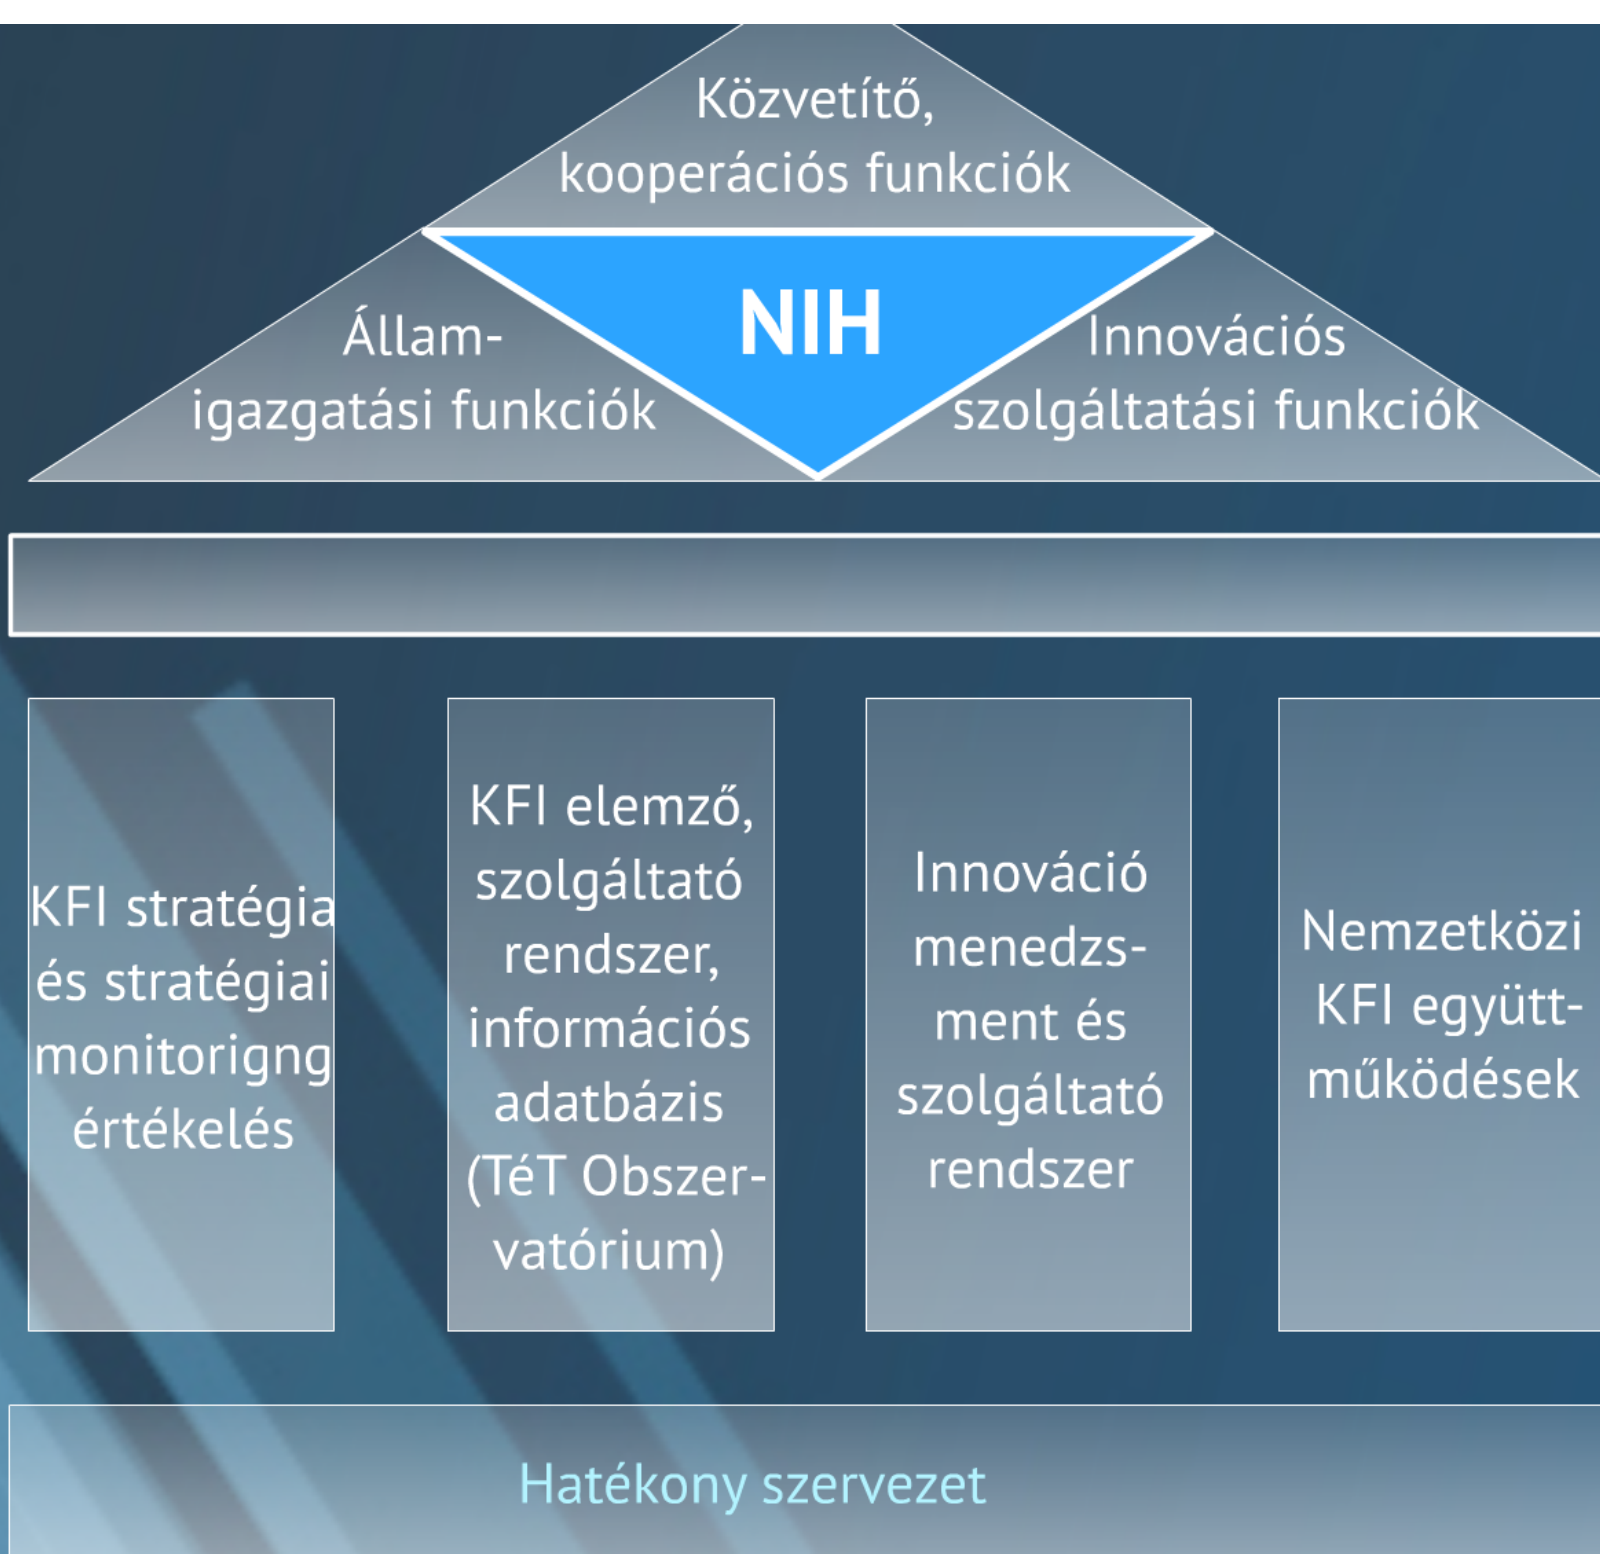 Közvetítő,
kooperációs funkciók
NIH
Állam-
igazgatási funkciók
Innovációs
szolgáltatási funkciók
KFI stratégia
és stratégiai
monitorigng
értékelés
KFI elemző,
szolgáltató
rendszer,
információs
adatbázis
(TéT Obszer-
vatórium)
Innováció
menedzs-
ment és
szolgáltató
rendszer
Nemzetközi
KFI együtt-
működések
Hatékony szervezet